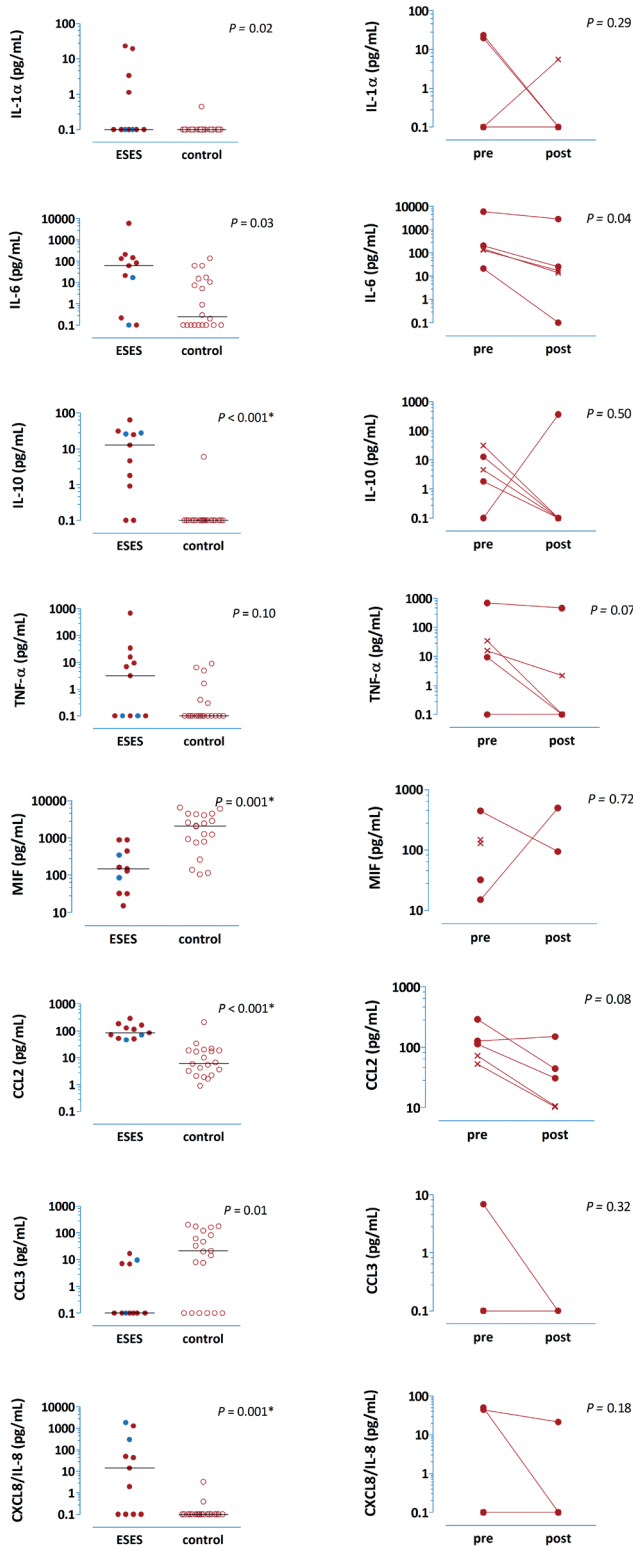 IL-1α (pg/mL)
100
10
1
0.1
P = 0.02
ESES
control
IL-1α (pg/mL)
10
1
0.1
P = 0.29
pre
post
IL-6 (pg/mL)
10000
1000
100
10
1
0.1
P = 0.03
ESES
control
IL-6 (pg/mL)
10000
1000
100
10
1
0.1
P = 0.04
pre
post
IL-10 (pg/mL)
100
10
1
0.1
P < 0.001*
ESES
control
IL-10 (pg/mL)
1000
100
10
1
0.1
P = 0.50
pre
post
TNF-α (pg/mL)
1000
100
10
1
0.1
P = 0.10
ESES
control
TNF-α (pg/mL)
1000
100
10
1
0.1
P = 0.07
pre
post
MIF (pg/mL)
10000
1000
100
10
P = 0.001*
ESES
control
MIF (pg/mL)
1000
100
10
P = 0.72
pre
post
CCL2 (pg/mL)
1000
100
10
1
0.1
P < 0.001*
ESES
control
CCL2 (pg/mL)
1000
100
10
P = 0.08
pre
post
CCL3 (pg/mL)
1000
100
10
1
0.1
P = 0.01
ESES
control
CCL3 (pg/mL)
10
1
0.1
P = 0.32
pre
post
CXCL8/IL-8 (pg/mL)
10000
1000
100
10
1
0.1
P = 0.001*
ESES
control
CXCL8/IL-8 (pg/mL)
100
10
1
0.1
P = 0.18
pre
post